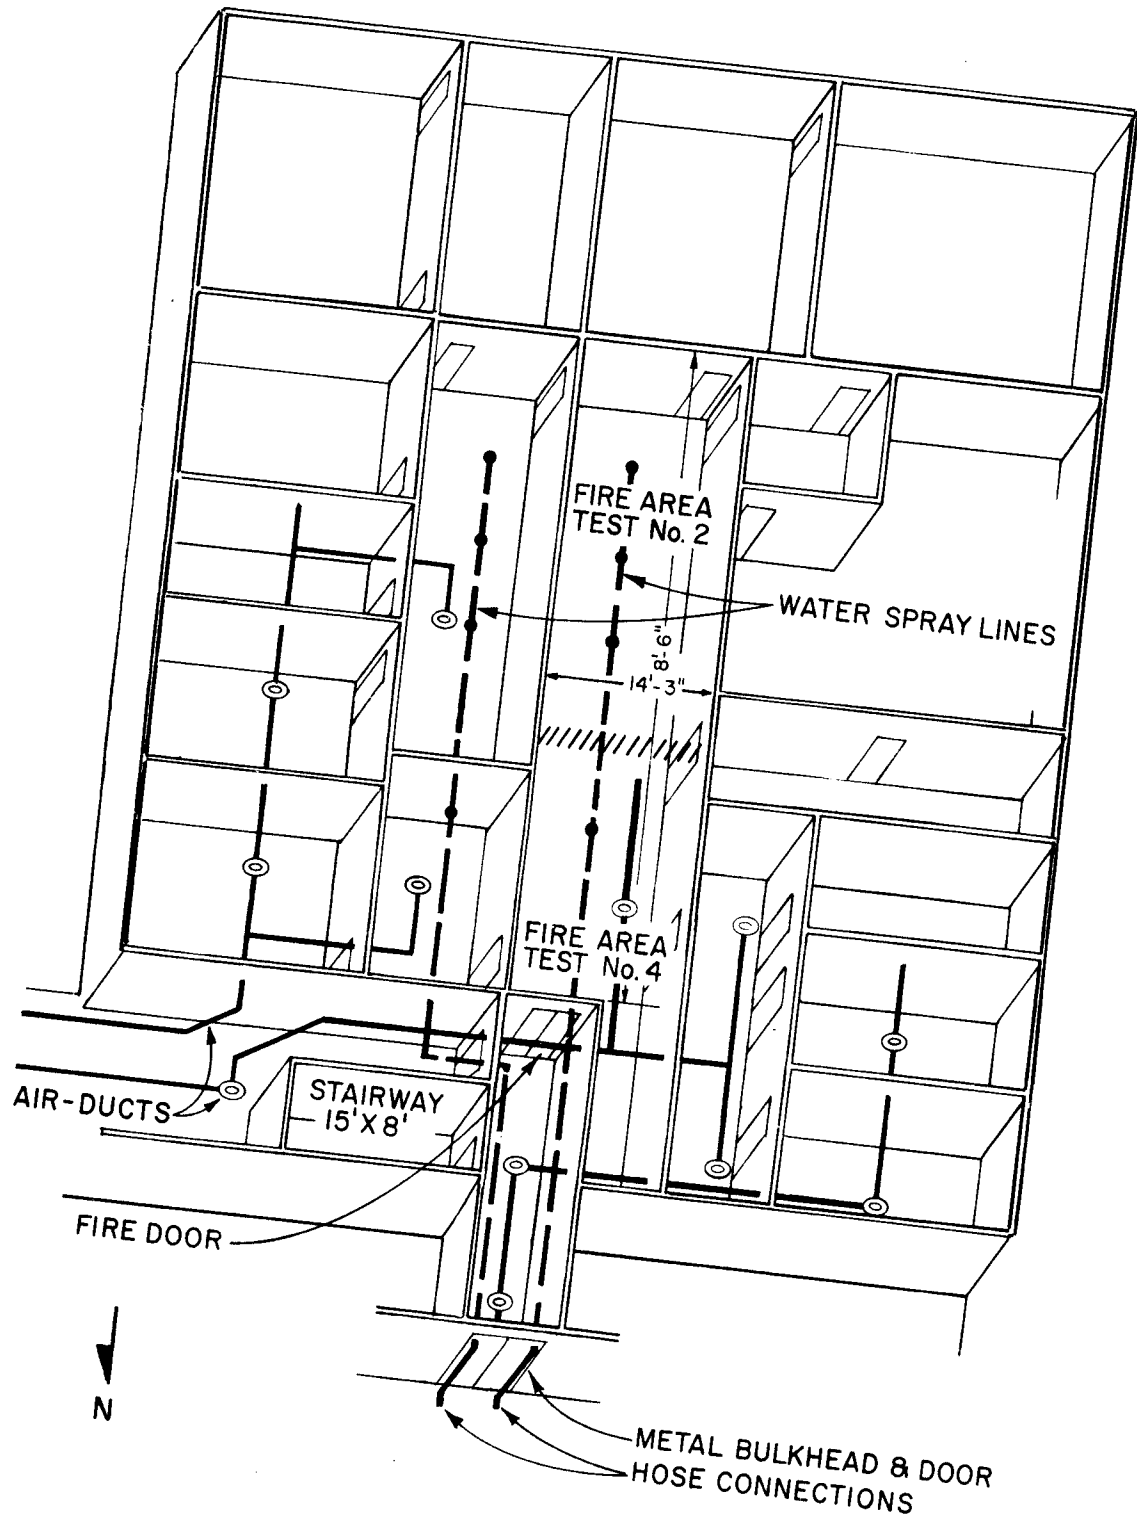 FIRE AREA
TEST No. 2
WATER SPRAY LINES
8'-6"
14'-3"
FIRE AREA
TEST No. 4
STAIRWAY
15'X8'
AIR-DUCTS
FIRE DOOR
N
METAL BULKHEAD & DOOR
HOSE CONNECTIONS